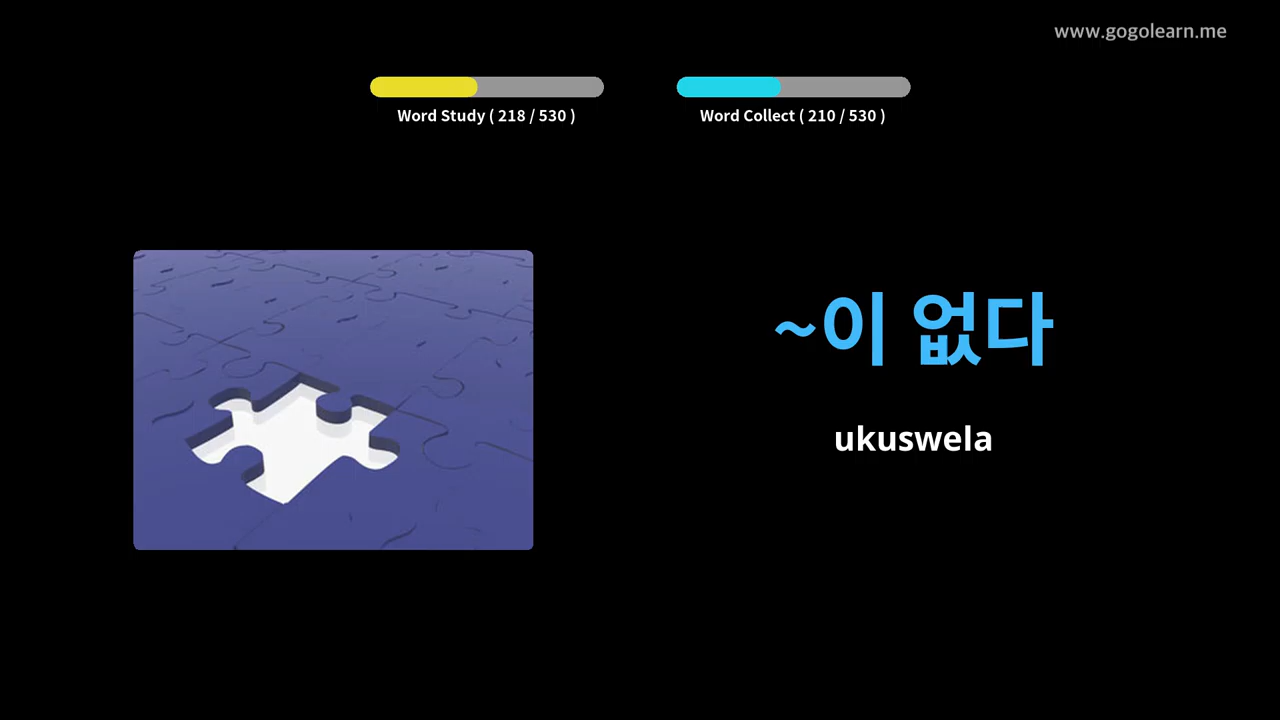 www.gogolearn.me
Word Study ( 218 / 530 )
Word Collect ( 210 / 530 )
~이 없다
ukuswela